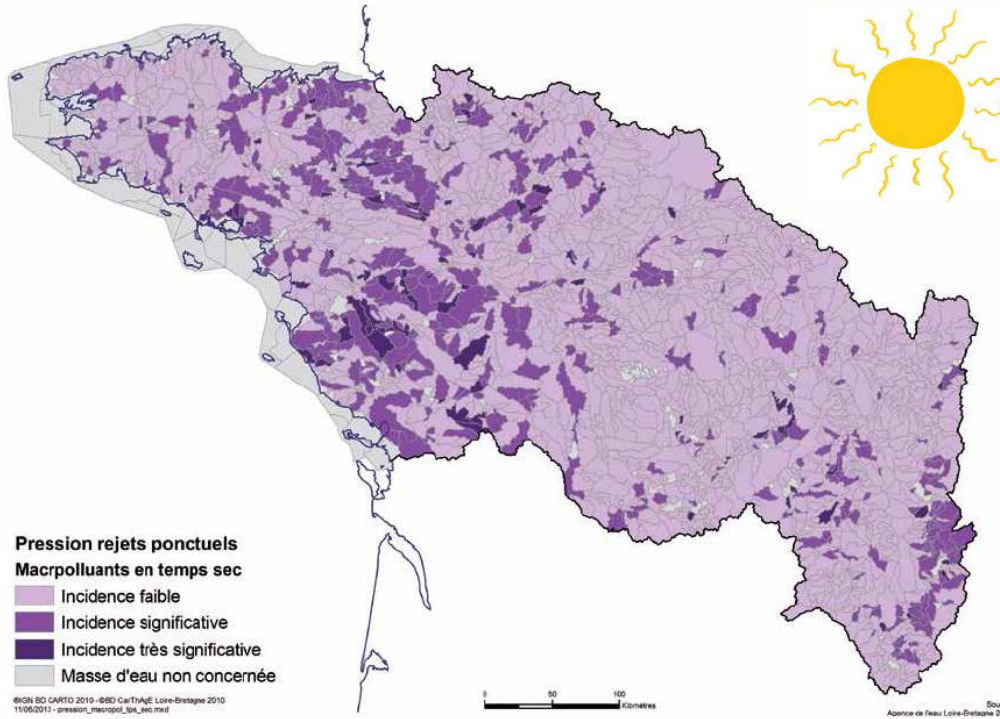 Pression rejets ponctuels
Macrpolluants en temps sec
Incidence faible
Incidence significative
Incidence très significative
Masse d'eau non concernée
©IGN BD CARTO 2010 - ©BD CarThAgE Loire-Bretagne 2010
11/06/2013 - pression_macropol_tps_sec.mxd
0 50 100
Kilomètres
Sou
Agence de l'eau Loire-Bretagne 2